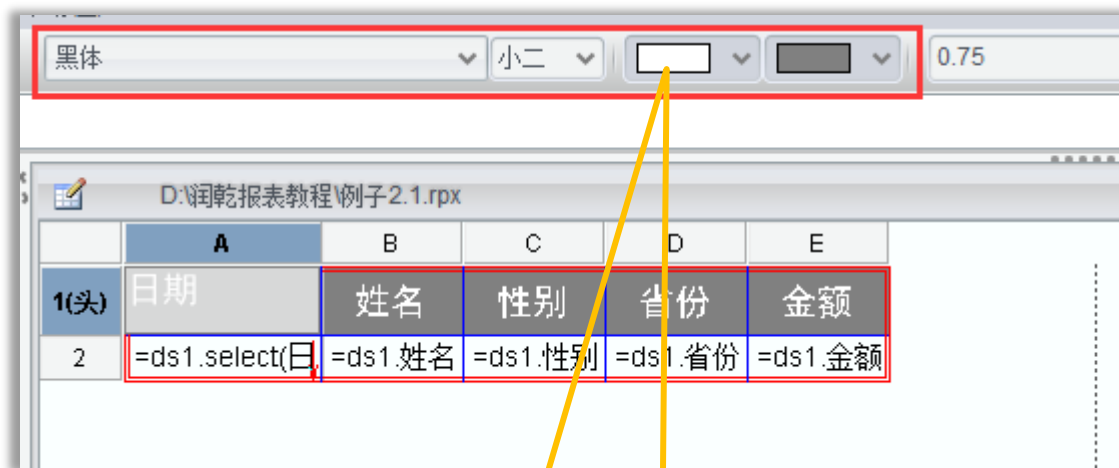 黑体 小二 0.75
D:\润乾报表教程\例子2.1.rpx
A B C D E
1(头) 日期 姓名 性别 省份 金额
2 =ds1.select(日 =ds1.姓名 =ds1.性别 =ds1.省份 =ds1.金额